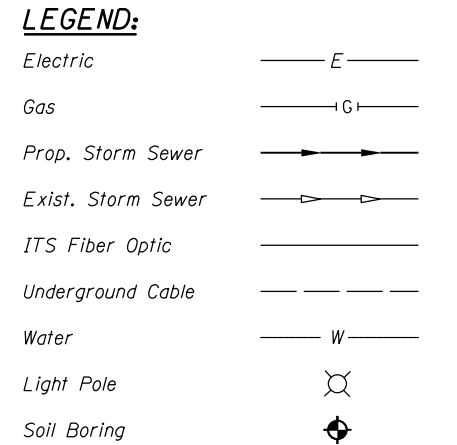 LEGEND:
Electric E
Gas G
Prop. Storm Sewer
Exist. Storm Sewer
ITS Fiber Optic
Underground Cable
Water W
Light Pole
Soil Boring